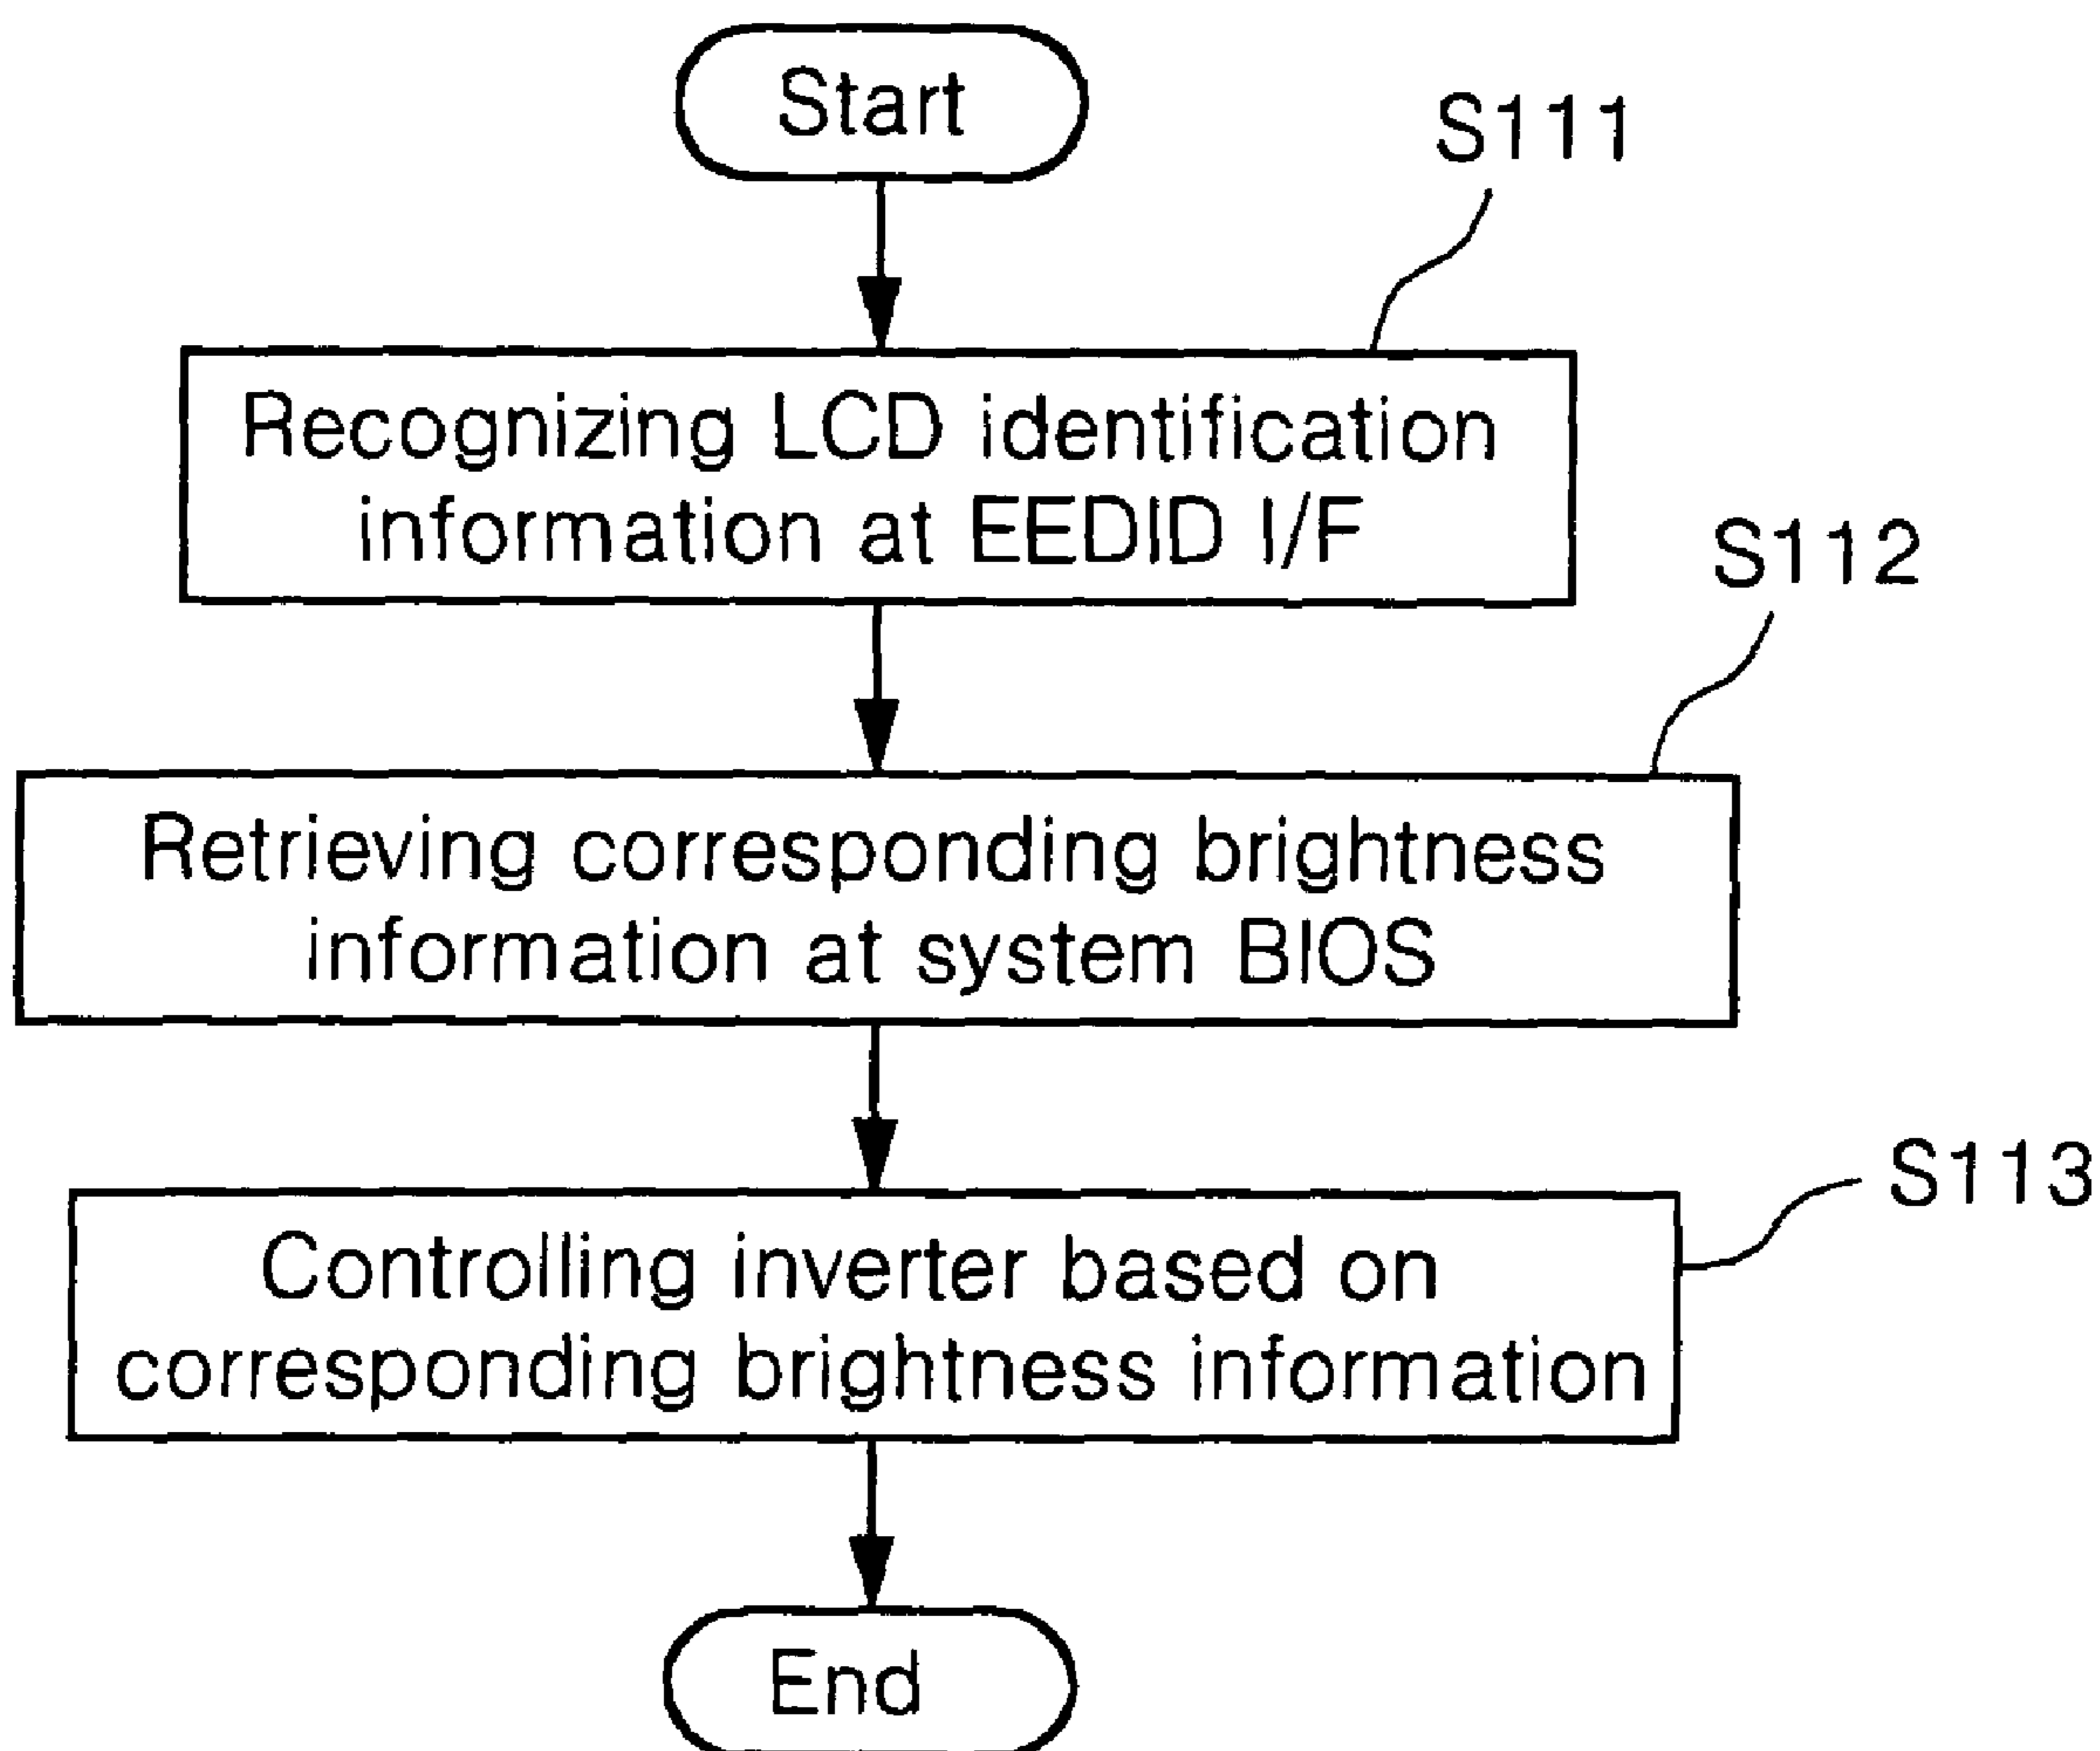 Start
S111
Recognizing LCD identification
information at EEDID I/F
S112
Retrieving corresponding brightness
information at system BIOS
S113
Controlling inverter based on
corresponding brightness information
End